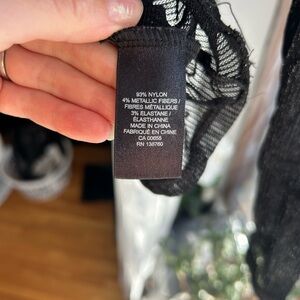 93% NYLON
4% METALLIC FIBERS /
FIBRES MÉTALLIQUE
3% ELASTANE /
ÉLASTHANNE
MADE IN CHINA
FABRIQUÉ EN CHINE
CA 00655
RN 138760